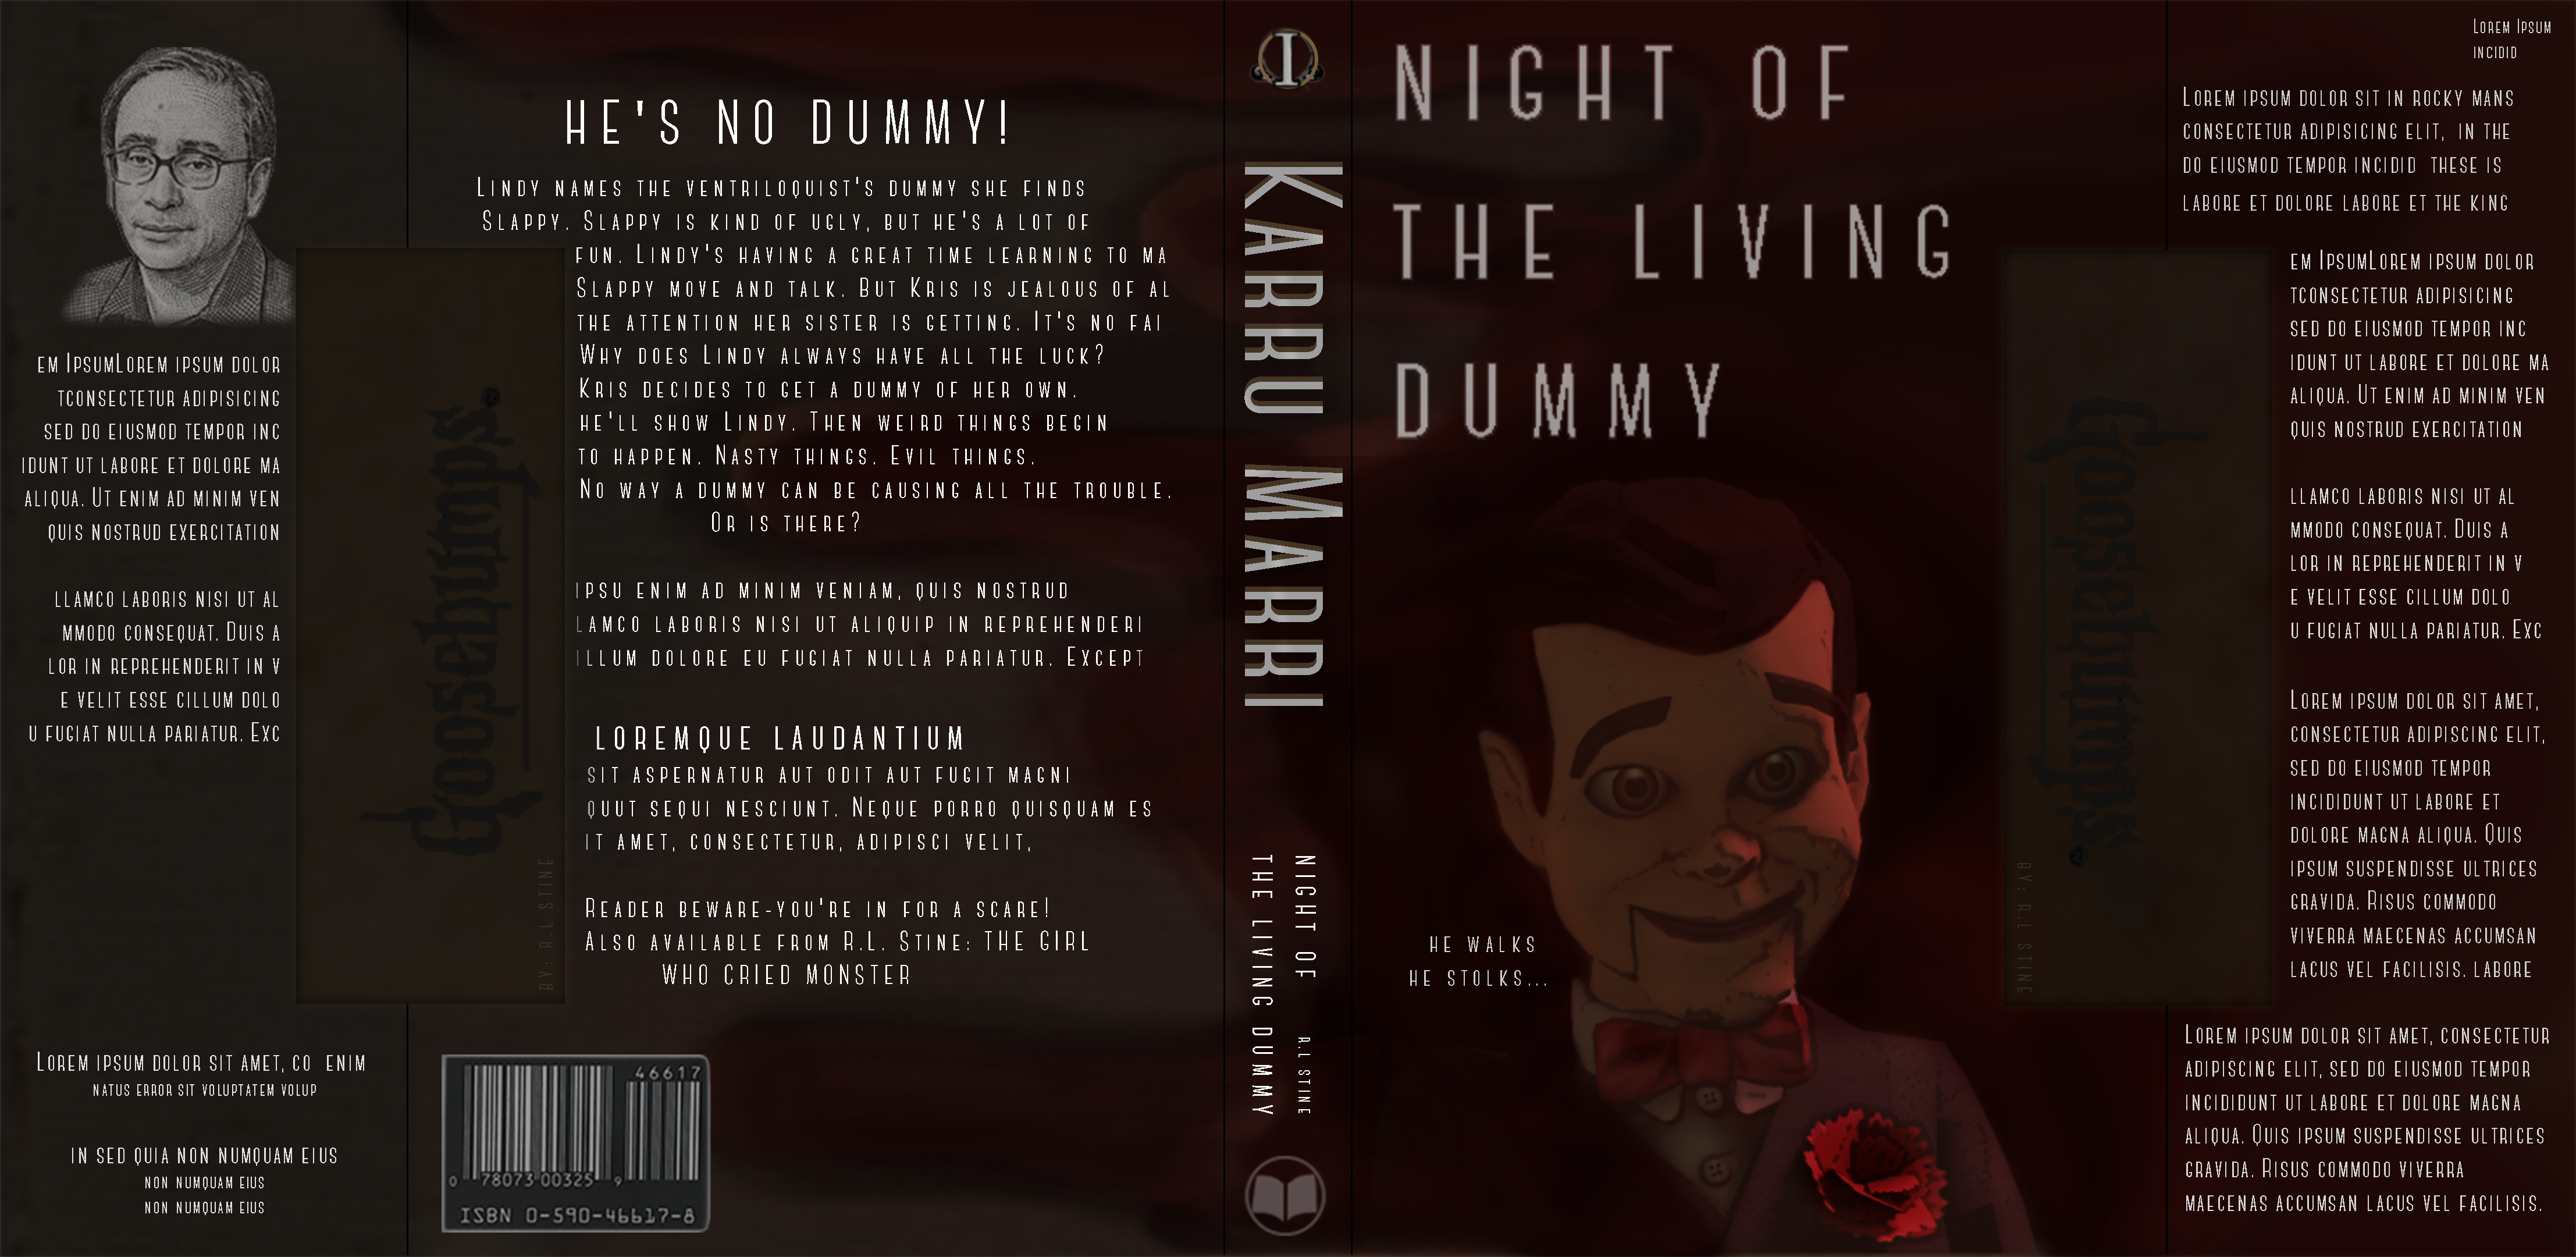 em IpsumLorem ipsum dolor
tconsectetur adipisicing
sed do eiusmod tempor inc
idunt ut labore et dolore ma
aliqua. Ut enim ad minim ven
quis nostrud exercitation
llamco laboris nisi ut al
mmodo consequat. Duis a
lor in reprehenderit in v
e velit esse cillum dolo
u fugiat nulla pariatur. Exc
Lorem ipsum dolor sit amet, co enim
natus error sit voluptatem volup
in sed quia non numquam eius
non numquam eius
non numquam eius
Goosebumps
BY: R.L STINE
HE'S NO DUMMY!
Lindy names the ventriloquist's dummy she finds
Slappy. Slappy is kind of ugly, but he's a lot of
fun. Lindy's having a great time learning to ma
Slappy move and talk. But Kris is jealous of al
the attention her sister is getting. It's no fai
Why does Lindy always have all the luck?
Kris decides to get a dummy of her own.
he'll show Lindy. Then weird things begin
to happen. Nasty things. Evil things.
No way a dummy can be causing all the trouble.
Or is there?
ipsu enim ad minim veniam, quis nostrud
lamco laboris nisi ut aliquip in reprehenderi
illum dolore eu fugiat nulla pariatur. Except
LOREMQUE LAUDANTIUM
sit aspernatur aut odit aut fugit magni
quut sequi nesciunt. Neque porro quisquam es
it amet, consectetur, adipisci velit,
Reader beware-you're in for a scare!
Also available from R.L. Stine: THE GIRL
WHO CRIED MONSTER
46617
0 78073 00325 9
ISBN 0-590-46617-8
I
Karru Marri
NIGHT OF
THE LIVING DUMMY
R.L STINE
NIGHT OF
THE LIVING
DUMMY
HE WALKS
HE STOLKS...
Lorem Ipsum
incidid
Lorem ipsum dolor sit in rocky mans
consectetur adipisicing elit, in the
do eiusmod tempor incidid these is
labore et dolore labore et the king
Goosebumps
BY: R.L STINE
em IpsumLorem ipsum dolor
tconsectetur adipisicing
sed do eiusmod tempor inc
idunt ut labore et dolore ma
aliqua. Ut enim ad minim ven
quis nostrud exercitation
llamco laboris nisi ut al
mmodo consequat. Duis a
lor in reprehenderit in v
e velit esse cillum dolo
u fugiat nulla pariatur. Exc
Lorem ipsum dolor sit amet,
consectetur adipiscing elit,
sed do eiusmod tempor
incididunt ut labore et
dolore magna aliqua. Quis
ipsum suspendisse ultrices
gravida. Risus commodo
viverra maecenas accumsan
lacus vel facilisis. labore
Lorem ipsum dolor sit amet, consectetur
adipiscing elit, sed do eiusmod tempor
incididunt ut labore et dolore magna
aliqua. Quis ipsum suspendisse ultrices
gravida. Risus commodo viverra
maecenas accumsan lacus vel facilisis.